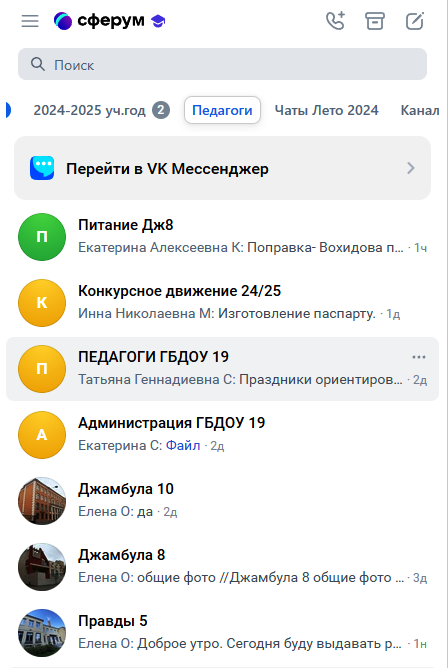 сферум
Поиск
2024-2025 уч.год 2 Педагоги Чаты Лето 2024 Канал
Перейти в VK Мессенджер
П Питание Дж8
Екатерина Алексеевна К: Поправка- Вохидова п... · 1ч
К Конкурсное движение 24/25
Инна Николаевна М: Изготовление паспарту. · 1д
П ПЕДАГОГИ ГБДОУ 19
Татьяна Геннадиевна С: Праздники ориентиров... · 2д
А Администрация ГБДОУ 19
Екатерина С: Файл · 2д
Джамбула 10
Елена О: да · 2д
Джамбула 8
Елена О: общие фото //Джамбула 8 общие фото ... · 3д
Правды 5
Елена О: Доброе утро. Сегодня буду выдавать р... · 1н